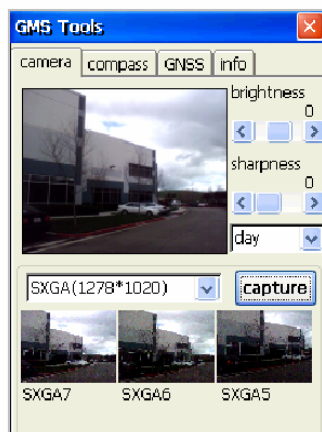 GMS Tools
camera compass GNSS info
brightness
0
sharpness
0
day
SXGA(1278*1020) capture
SXGA7 SXGA6 SXGA5